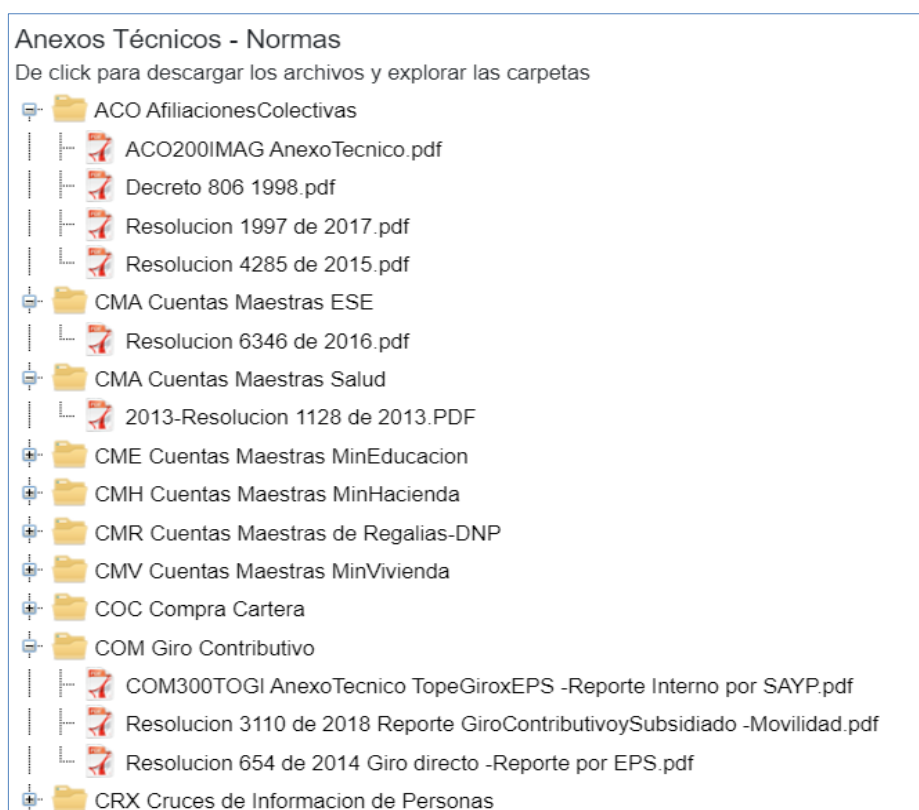 Anexos Técnicos - Normas
De click para descargar los archivos y explorar las carpetas
ACO AfiliacionesColectivas
ACO200IMAG AnexoTecnico.pdf
Decreto 806 1998.pdf
Resolucion 1997 de 2017.pdf
Resolucion 4285 de 2015.pdf
CMA Cuentas Maestras ESE
Resolucion 6346 de 2016.pdf
CMA Cuentas Maestras Salud
2013-Resolucion 1128 de 2013.PDF
CME Cuentas Maestras MinEducacion
CMH Cuentas Maestras MinHacienda
CMR Cuentas Maestras de Regalias-DNP
CMV Cuentas Maestras MinVivienda
COC Compra Cartera
COM Giro Contributivo
COM300TOGI AnexoTecnico TopeGiroxEPS -Reporte Interno por SAYP.pdf
Resolucion 3110 de 2018 Reporte GiroContributivoySubsidiado -Movilidad.pdf
Resolucion 654 de 2014 Giro directo -Reporte por EPS.pdf
CRX Cruces de Informacion de Personas